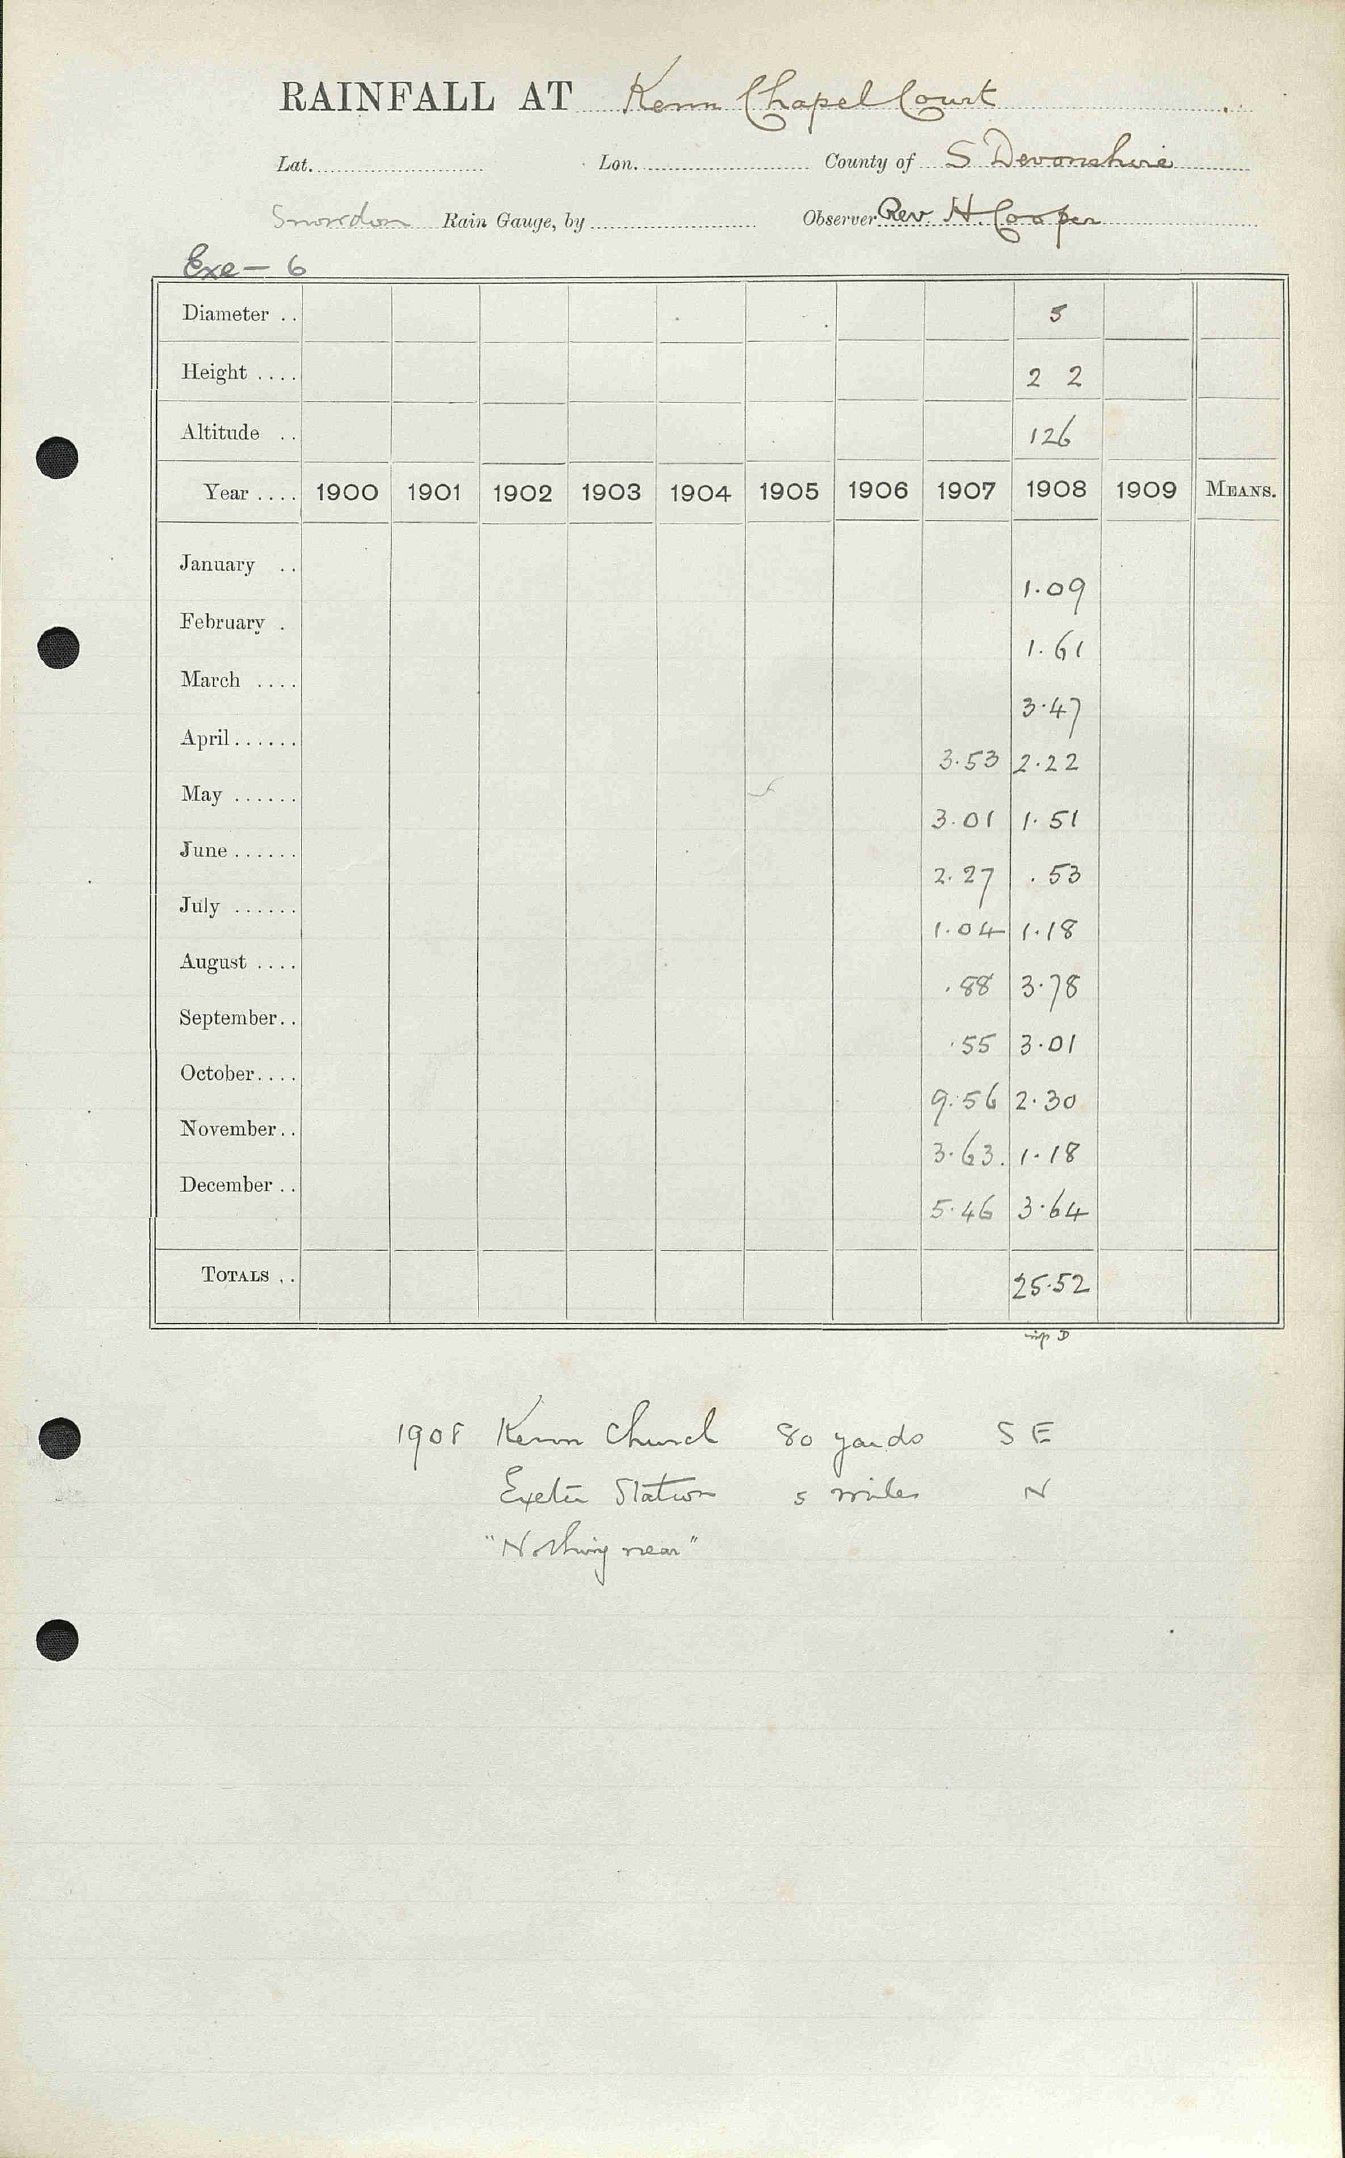 RAINFALL AT Kenn Chapel Court
Lat. Lon. County of S Devonshire
Snowdon Rain Gauge, by Observer Rev. H. Cooper
Exe — 6
Diameter .. 5
Height .... 2 2
Altitude .. 126
Year .... 1900 1901 1902 1903 1904 1905 1906 1907 1908 1909 MEANS.
January .. 1.09
February . 1.61
March .... 3.47
April...... 3.53 2.22
May ...... 3.01 1.51
June ...... 2.27 .53
July ...... 1.04 1.18
August .... .88 3.78
September.. .55 3.01
October.... 9.56 2.30
November.. 3.63. 1.18
December .. 5.46 3.64
TOTALS .. 25.52
D
1908 Kenn Church 80 yards S E
Exeter Station 5 miles N
"Nothing near"